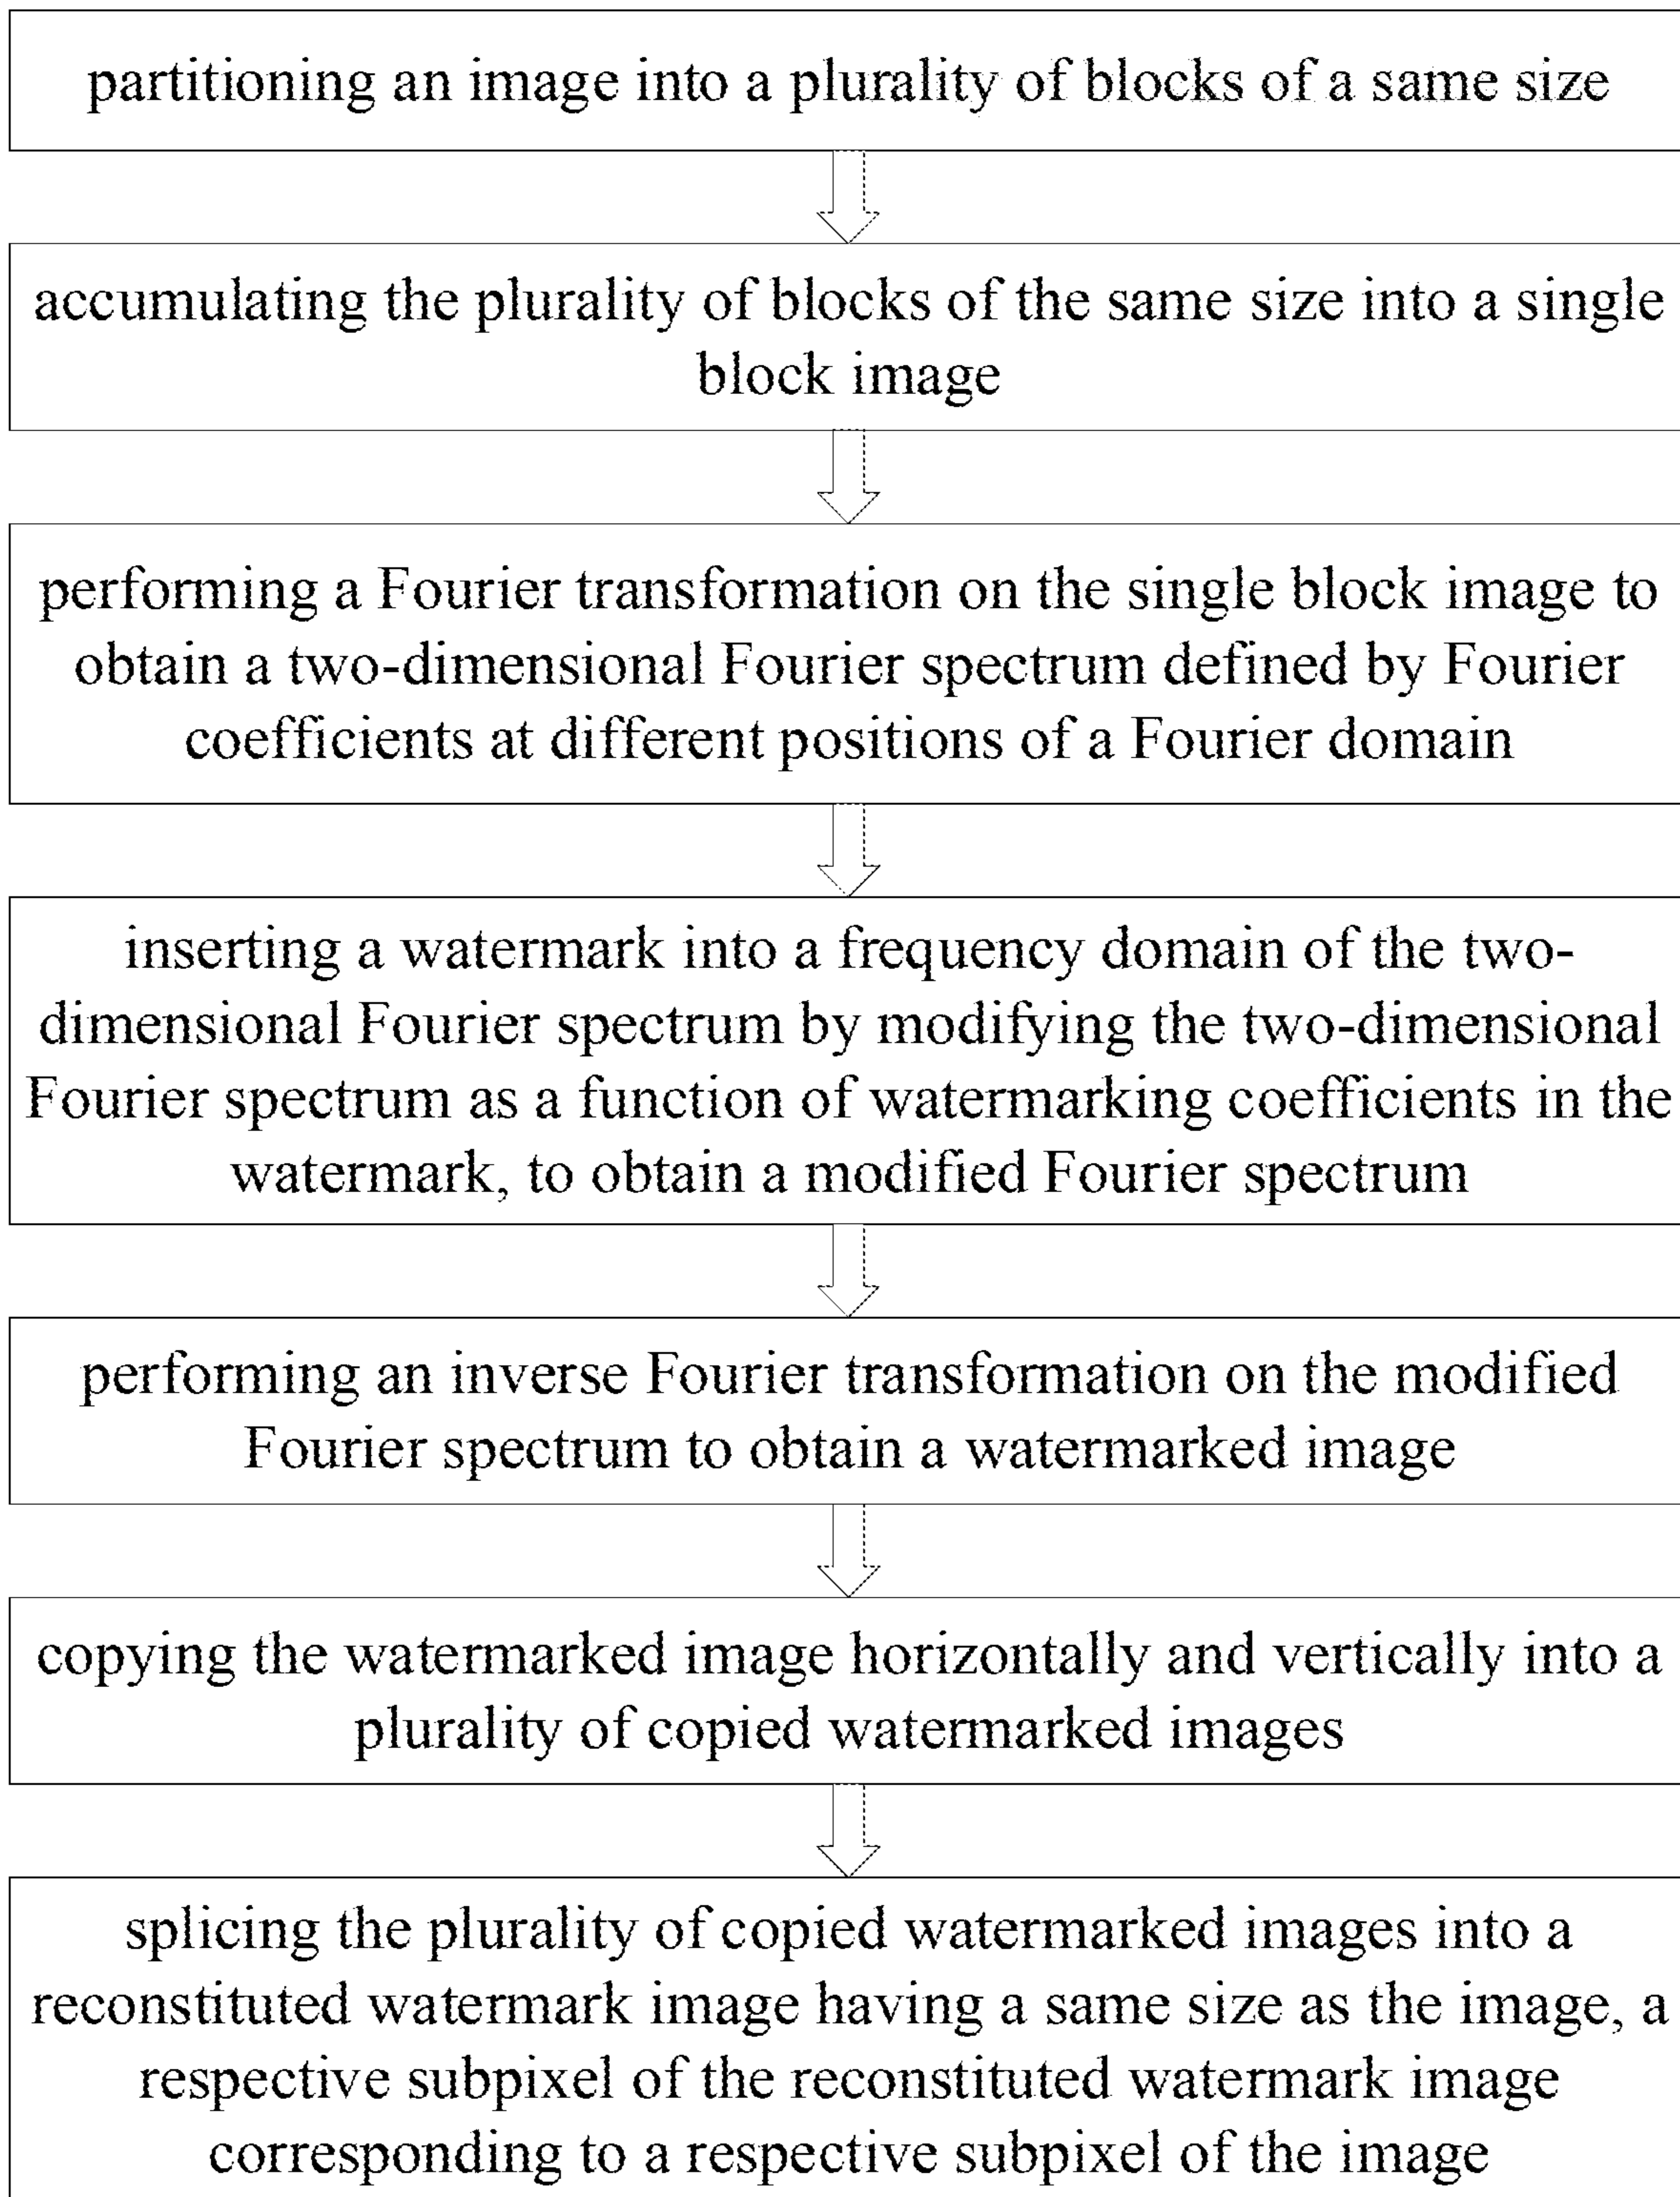 partitioning an image into a plurality of blocks of a same size
accumulating the plurality of blocks of the same size into a single
block image
performing a Fourier transformation on the single block image to
obtain a two-dimensional Fourier spectrum defined by Fourier
coefficients at different positions of a Fourier domain
inserting a watermark into a frequency domain of the two-
dimensional Fourier spectrum by modifying the two-dimensional
Fourier spectrum as a function of watermarking coefficients in the
watermark, to obtain a modified Fourier spectrum
performing an inverse Fourier transformation on the modified
Fourier spectrum to obtain a watermarked image
copying the watermarked image horizontally and vertically into a
plurality of copied watermarked images
splicing the plurality of copied watermarked images into a
reconstituted watermark image having a same size as the image, a
respective subpixel of the reconstituted watermark image
corresponding to a respective subpixel of the image